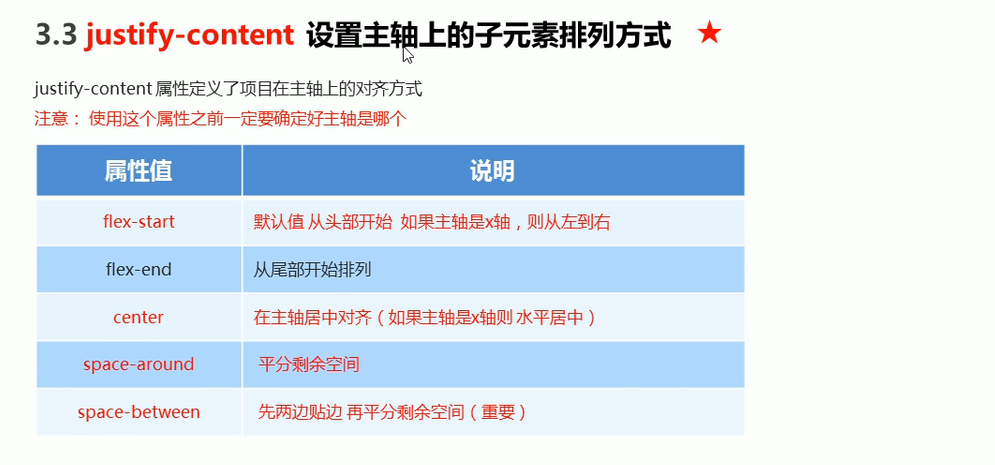 3.3 justify-content 设置主轴上的子元素排列方式 ★
justify-content 属性定义了项目在主轴上的对齐方式
注意： 使用这个属性之前一定要确定好主轴是哪个
属性值 说明
flex-start 默认值 从头部开始 如果主轴是x轴，则从左到右
flex-end 从尾部开始排列
center 在主轴居中对齐（如果主轴是x轴则 水平居中）
space-around 平分剩余空间
space-between 先两边贴边 再平分剩余空间（重要）